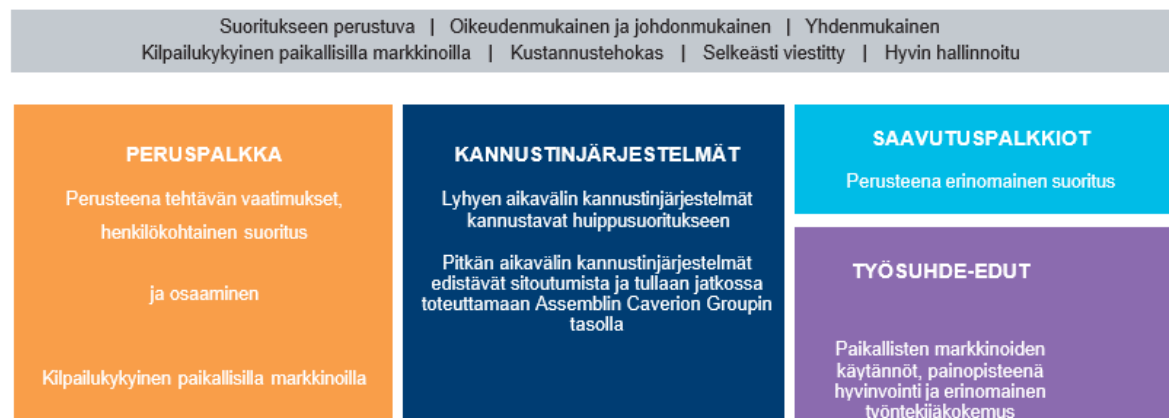 Suoritukseen perustuva | Oikeudenmukainen ja johdonmukainen | Yhdenmukainen
Kilpailukykyinen paikallisilla markkinoilla | Kustannustehokas | Selkeästi viestitty | Hyvin hallinnoitu
PERUSPALKKA
Perusteena tehtävän vaatimukset,
henkilökohtainen suoritus
ja osaaminen
Kilpailukykyinen paikallisilla markkinoilla
KANNUSTINJÄRJESTELMÄT
Lyhyen aikavälin kannustinjärjestelmät
kannustavat huippusuoritukseen
Pitkän aikavälin kannustinjärjestelmät
edistävät sitoutumista ja tullaan jatkossa
toteuttamaan Assemblin Caverion Groupin
tasolla
SAAVUTUSPALKKIOT
Perusteena erinomainen suoritus
TYÖSUHDE-EDUT
Paikallisten markkinoiden
käytännöt, painopisteenä
hyvinvointi ja erinomainen
työntekijäkokemus